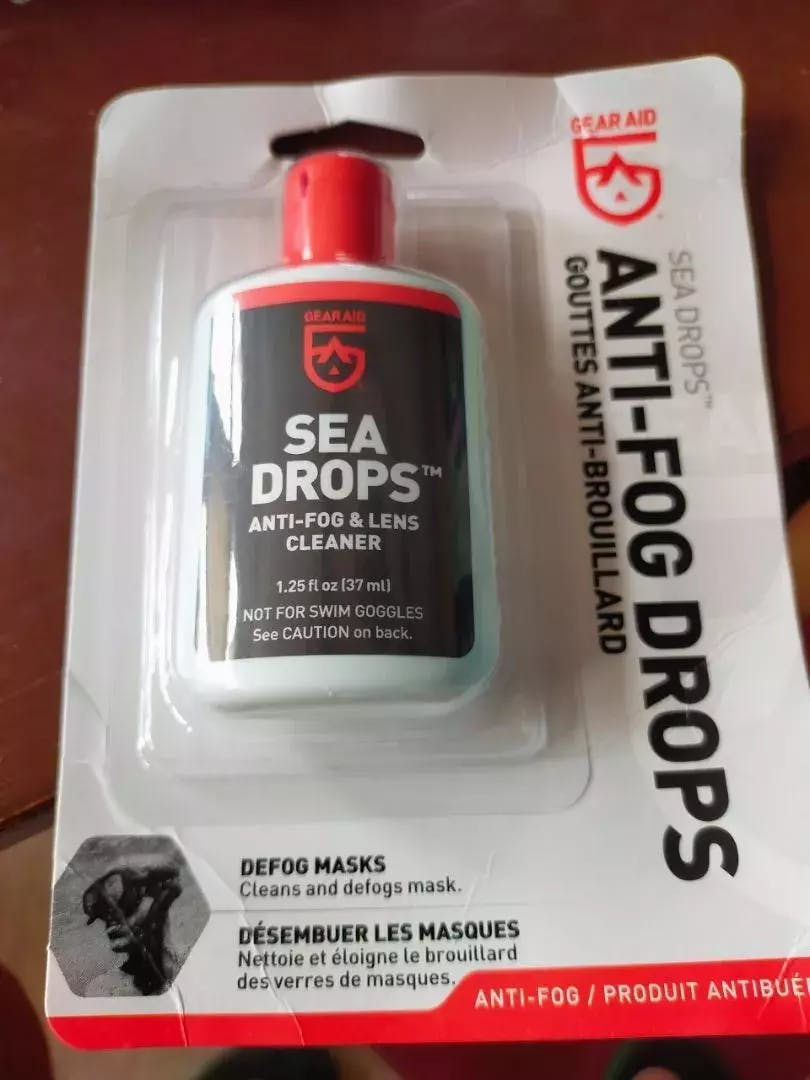 GEAR AID
SEA DROPS™
ANTI-FOG DROPS
GOUTTES ANTI-BROUILLARD
GEAR AID
SEA
DROPS™
ANTI-FOG & LENS
CLEANER
1.25 fl oz (37 ml)
NOT FOR SWIM GOGGLES
See CAUTION on back.
DEFOG MASKS
Cleans and defogs mask.
DÉSEMBUER LES MASQUES
Nettoie et éloigne le brouillard
des verres de masques.
ANTI-FOG / PRODUIT ANTIBUÉ